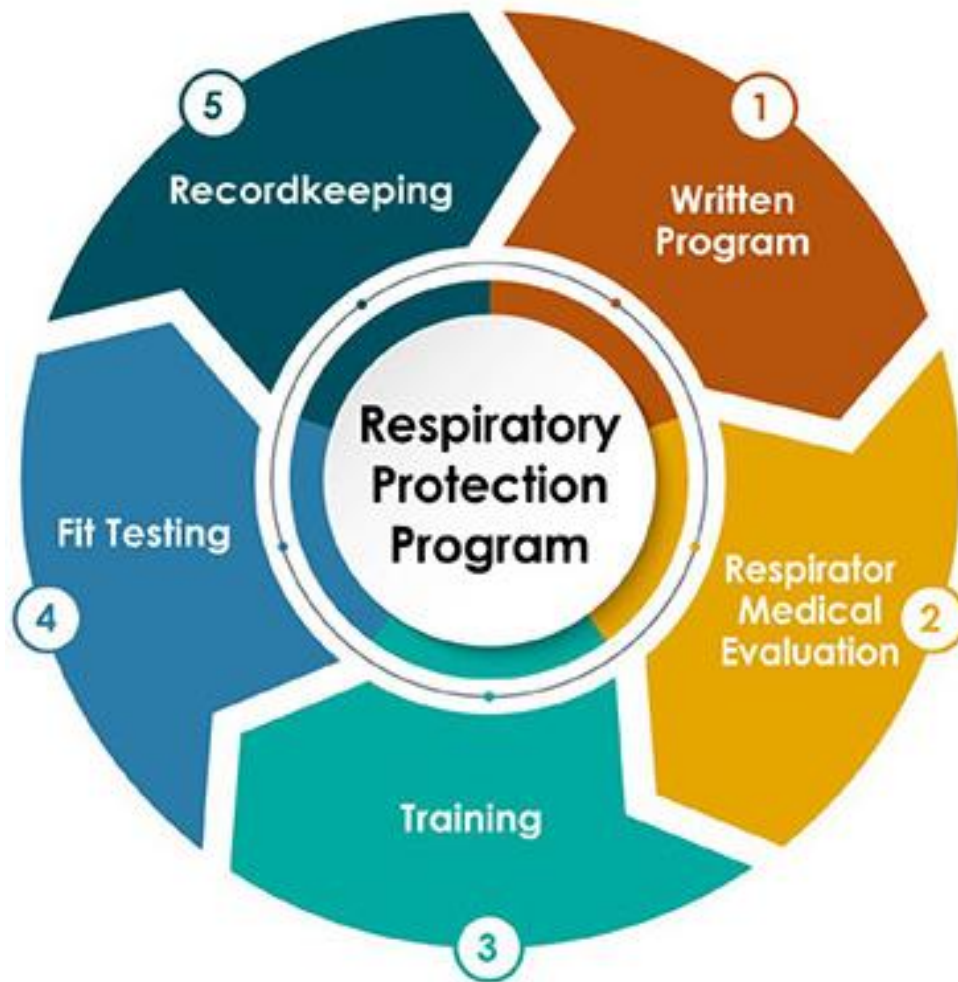 Respiratory
Protection
Program
1
Written
Program
2
Respirator
Medical
Evaluation
3
Training
4
Fit Testing
5
Recordkeeping